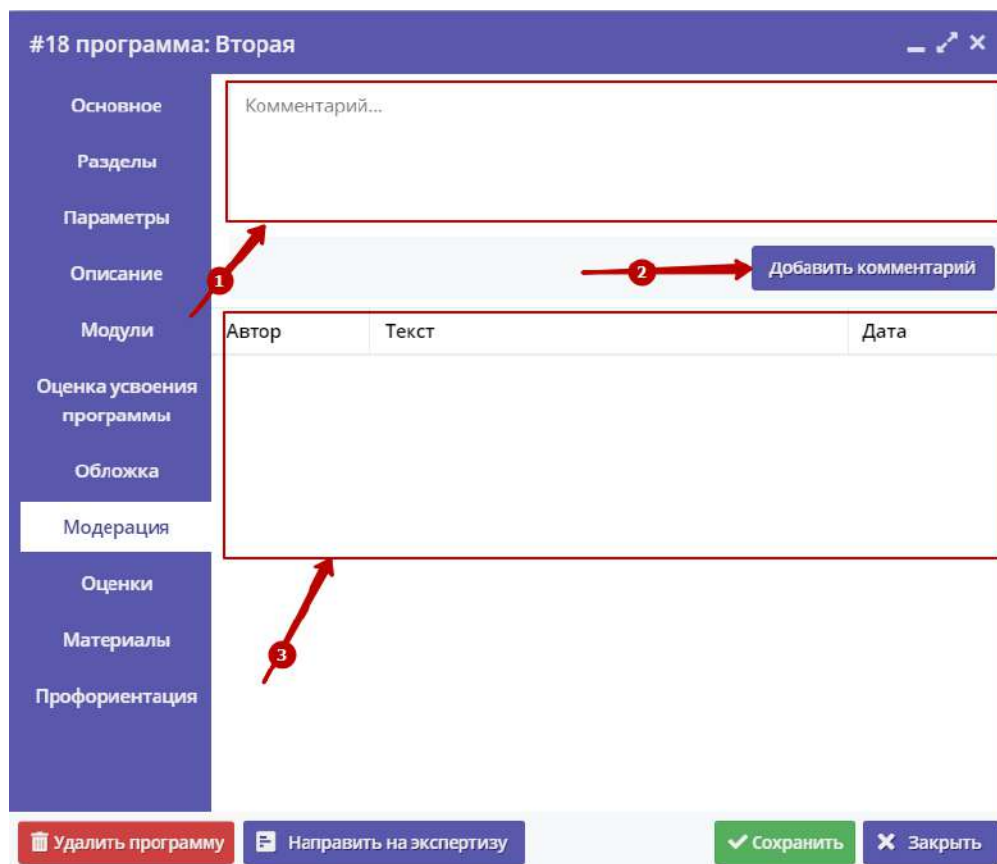 #18 программа: Вторая
Основное
Разделы
Параметры
Описание
Модули
Оценка усвоения
программы
Обложка
Модерация
Оценки
Материалы
Профориентация
Комментарий...
1
2
Добавить комментарий
Автор Текст Дата
3
Удалить программу Направить на экспертизу Сохранить Закрыть